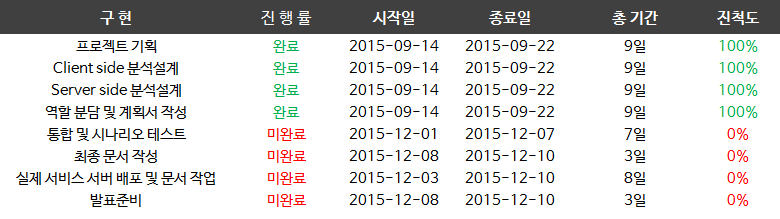 구 현 진 행 률 시작일 종료일 총 기간 진척도
프로젝트 기획 완료 2015-09-14 2015-09-22 9일 100%
Client side 분석설계 완료 2015-09-14 2015-09-22 9일 100%
Server side 분석설계 완료 2015-09-14 2015-09-22 9일 100%
역할 분담 및 계획서 작성 완료 2015-09-14 2015-09-22 9일 100%
통합 및 시나리오 테스트 미완료 2015-12-01 2015-12-07 7일 0%
최종 문서 작성 미완료 2015-12-08 2015-12-10 3일 0%
실제 서비스 서버 배포 및 문서 작업 미완료 2015-12-03 2015-12-10 8일 0%
발표준비 미완료 2015-12-08 2015-12-10 3일 0%